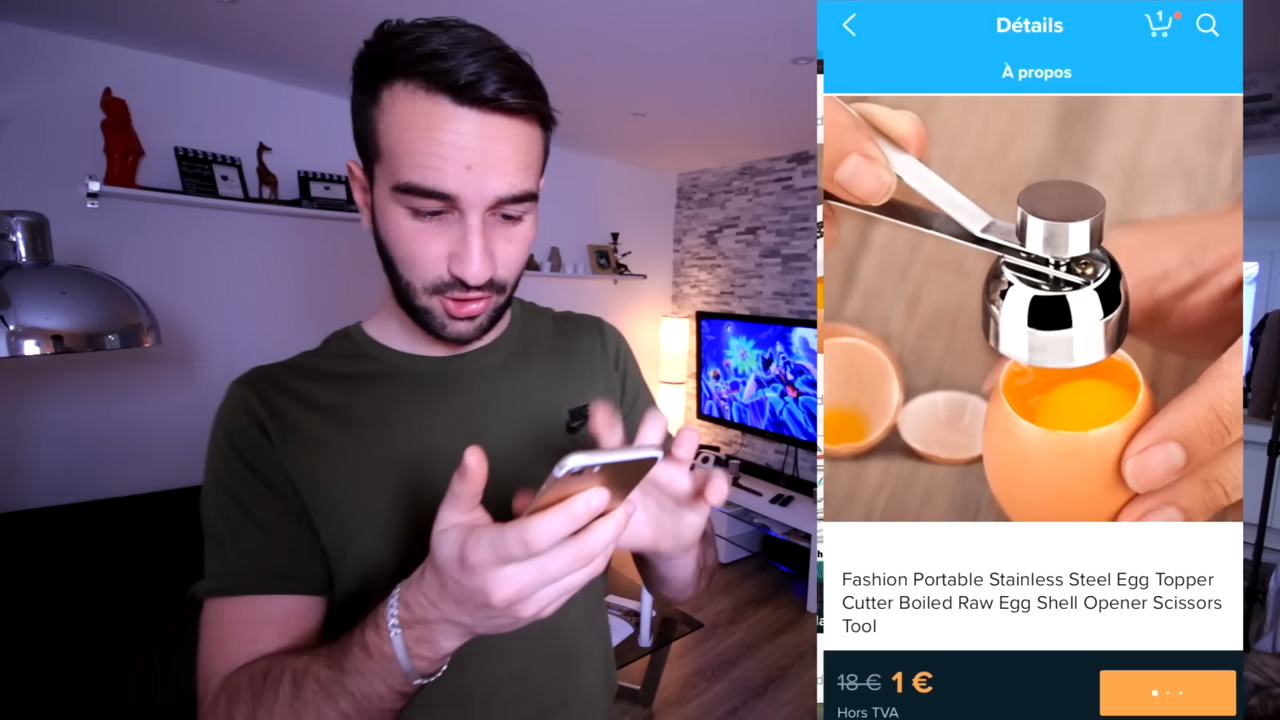 Détails
1
À propos
Fashion Portable Stainless Steel Egg Topper
Cutter Boiled Raw Egg Shell Opener Scissors
Tool
18 € 1 €
Hors TVA